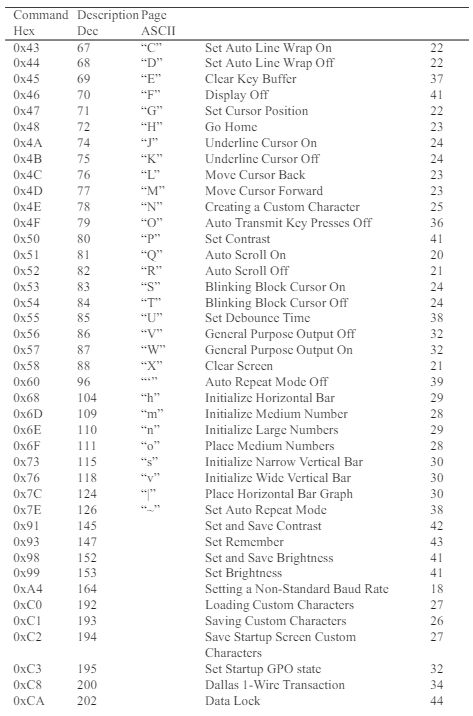 Command Description Page
Hex Dec ASCII
0x43 67 “C” Set Auto Line Wrap On 22
0x44 68 “D” Set Auto Line Wrap Off 22
0x45 69 “E” Clear Key Buffer 37
0x46 70 “F” Display Off 41
0x47 71 “G” Set Cursor Position 22
0x48 72 “H” Go Home 23
0x4A 74 “J” Underline Cursor On 24
0x4B 75 “K” Underline Cursor Off 24
0x4C 76 “L” Move Cursor Back 23
0x4D 77 “M” Move Cursor Forward 23
0x4E 78 “N” Creating a Custom Character 25
0x4F 79 “O” Auto Transmit Key Presses Off 36
0x50 80 “P” Set Contrast 41
0x51 81 “Q” Auto Scroll On 20
0x52 82 “R” Auto Scroll Off 21
0x53 83 “S” Blinking Block Cursor On 24
0x54 84 “T” Blinking Block Cursor Off 24
0x55 85 “U” Set Debounce Time 38
0x56 86 “V” General Purpose Output Off 32
0x57 87 “W” General Purpose Output On 32
0x58 88 “X” Clear Screen 21
0x60 96 “‘” Auto Repeat Mode Off 39
0x68 104 “h” Initialize Horizontal Bar 29
0x6D 109 “m” Initialize Medium Number 28
0x6E 110 “n” Initialize Large Numbers 29
0x6F 111 “o” Place Medium Numbers 28
0x73 115 “s” Initialize Narrow Vertical Bar 30
0x76 118 “v” Initialize Wide Vertical Bar 30
0x7C 124 “|” Place Horizontal Bar Graph 30
0x7E 126 “~” Set Auto Repeat Mode 38
0x91 145 Set and Save Contrast 42
0x93 147 Set Remember 43
0x98 152 Set and Save Brightness 41
0x99 153 Set Brightness 41
0xA4 164 Setting a Non-Standard Baud Rate 18
0xC0 192 Loading Custom Characters 27
0xC1 193 Saving Custom Characters 26
0xC2 194 Save Startup Screen Custom 27
Characters
0xC3 195 Set Startup GPO state 32
0xC8 200 Dallas 1-Wire Transaction 34
0xCA 202 Data Lock 44